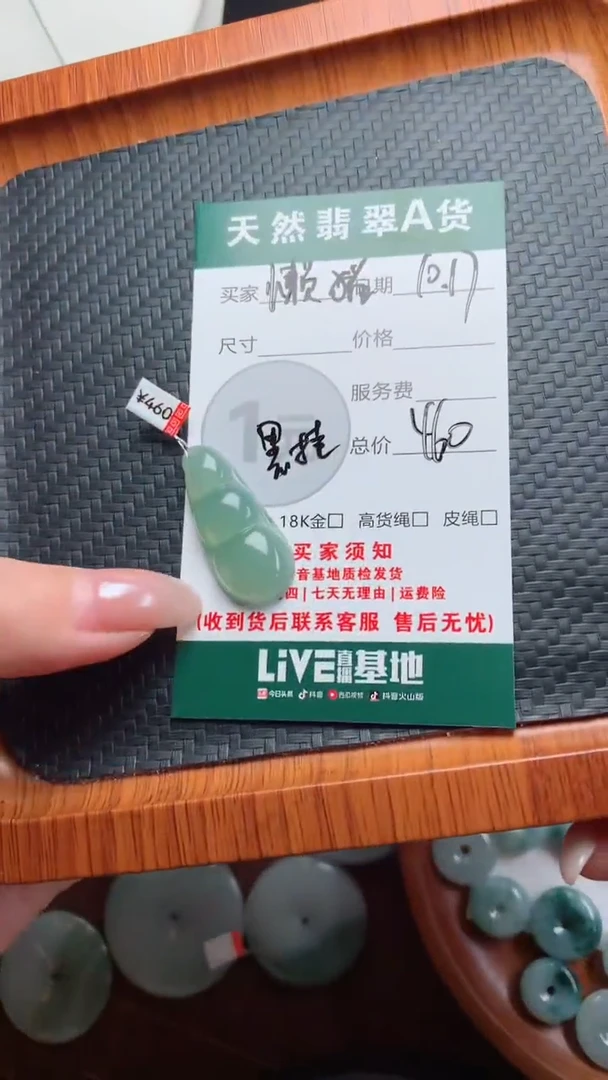 天然翡翠A货
买家 期 10.17
尺寸 价格
服务费
460
黑挂 总价 460
18K金□ 高货绳□ 皮绳□
买家须知
音基地质检发货
四|七天无理由|运费险
(收到货后联系客服 售后无忧)
LiVE直播基地
今日头条 抖音 西瓜视频 抖音火山版